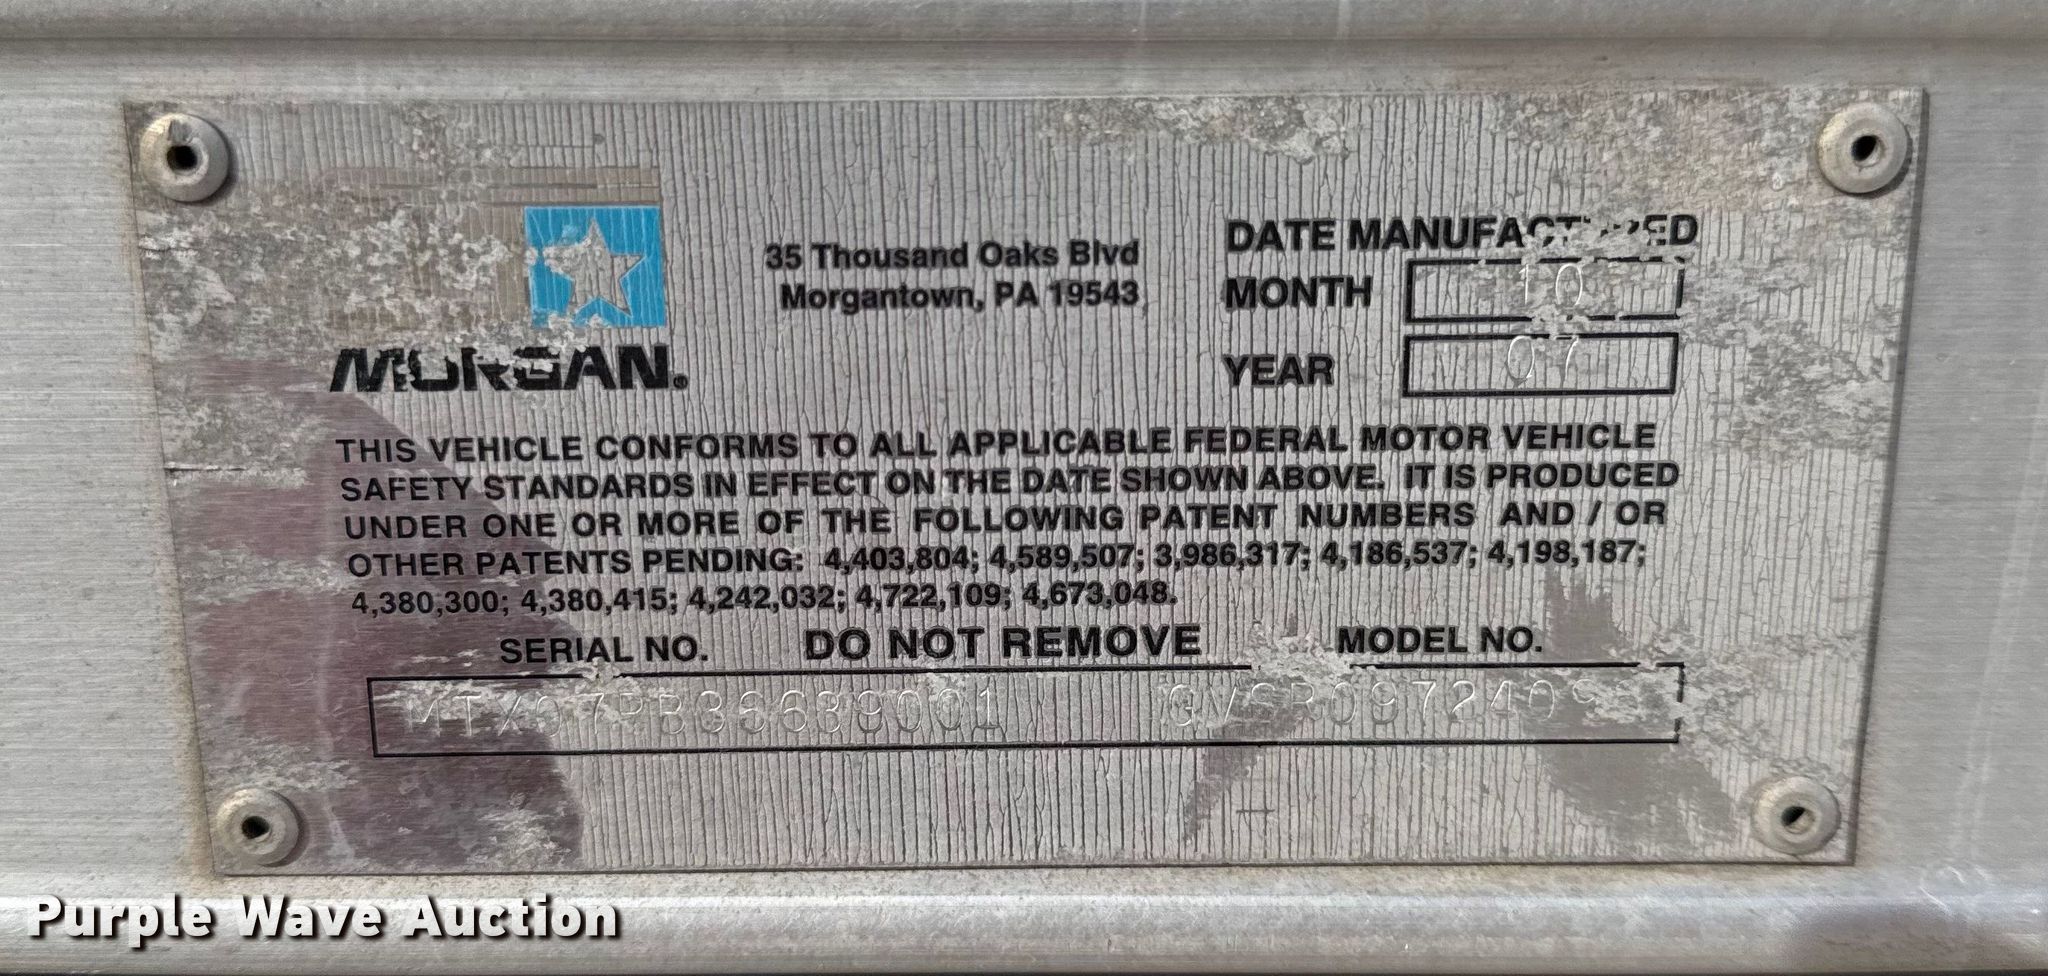 MORGAN®
35 Thousand Oaks Blvd
Morgantown, PA 19543
DATE MANUFACTURED
MONTH 10
YEAR 07
THIS VEHICLE CONFORMS TO ALL APPLICABLE FEDERAL MOTOR VEHICLE
SAFETY STANDARDS IN EFFECT ON THE DATE SHOWN ABOVE. IT IS PRODUCED
UNDER ONE OR MORE OF THE FOLLOWING PATENT NUMBERS AND / OR
OTHER PATENTS PENDING: 4,403,804; 4,589,507; 3,986,317; 4,186,537; 4,198,187;
4,380,300; 4,380,415; 4,242,032; 4,722,109; 4,673,048.
SERIAL NO. DO NOT REMOVE MODEL NO.
Purple Wave Auction